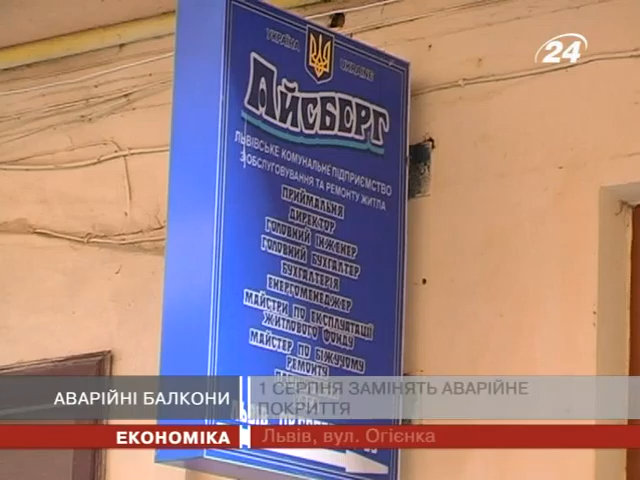 24
УКРАЇНА
UKRAINE
АЙСБЕРГ
ЛЬВІВСЬКЕ КОМУНАЛЬНЕ ПІДПРИЄМСТВО
З ОБСЛУГОВУВАННЯ ТА РЕМОНТУ ЖИТЛА
ПРИЙМАЛЬНЯ
ДИРЕКТОР
ГОЛОВНИЙ ІНЖЕНЕР
ГОЛОВНИЙ БУХГАЛТЕР
БУХГАЛТЕРІЯ
ЕНЕРГОМЕНЕДЖЕР
МАЙСТРИ ПО ЕКСПЛУАТАЦІЇ
ЖИТЛОВОГО ФОНДУ
МАЙСТЕР ПО БІЖУЧОМУ
РЕМОНТУ
АВАРІЙНІ БАЛКОНИ
1 СЕРПНЯ ЗАМІНЯТЬ АВАРІЙНЕ
ПОКРИТТЯ
ЕКОНОМІКА
Львів, вул. Огієнка